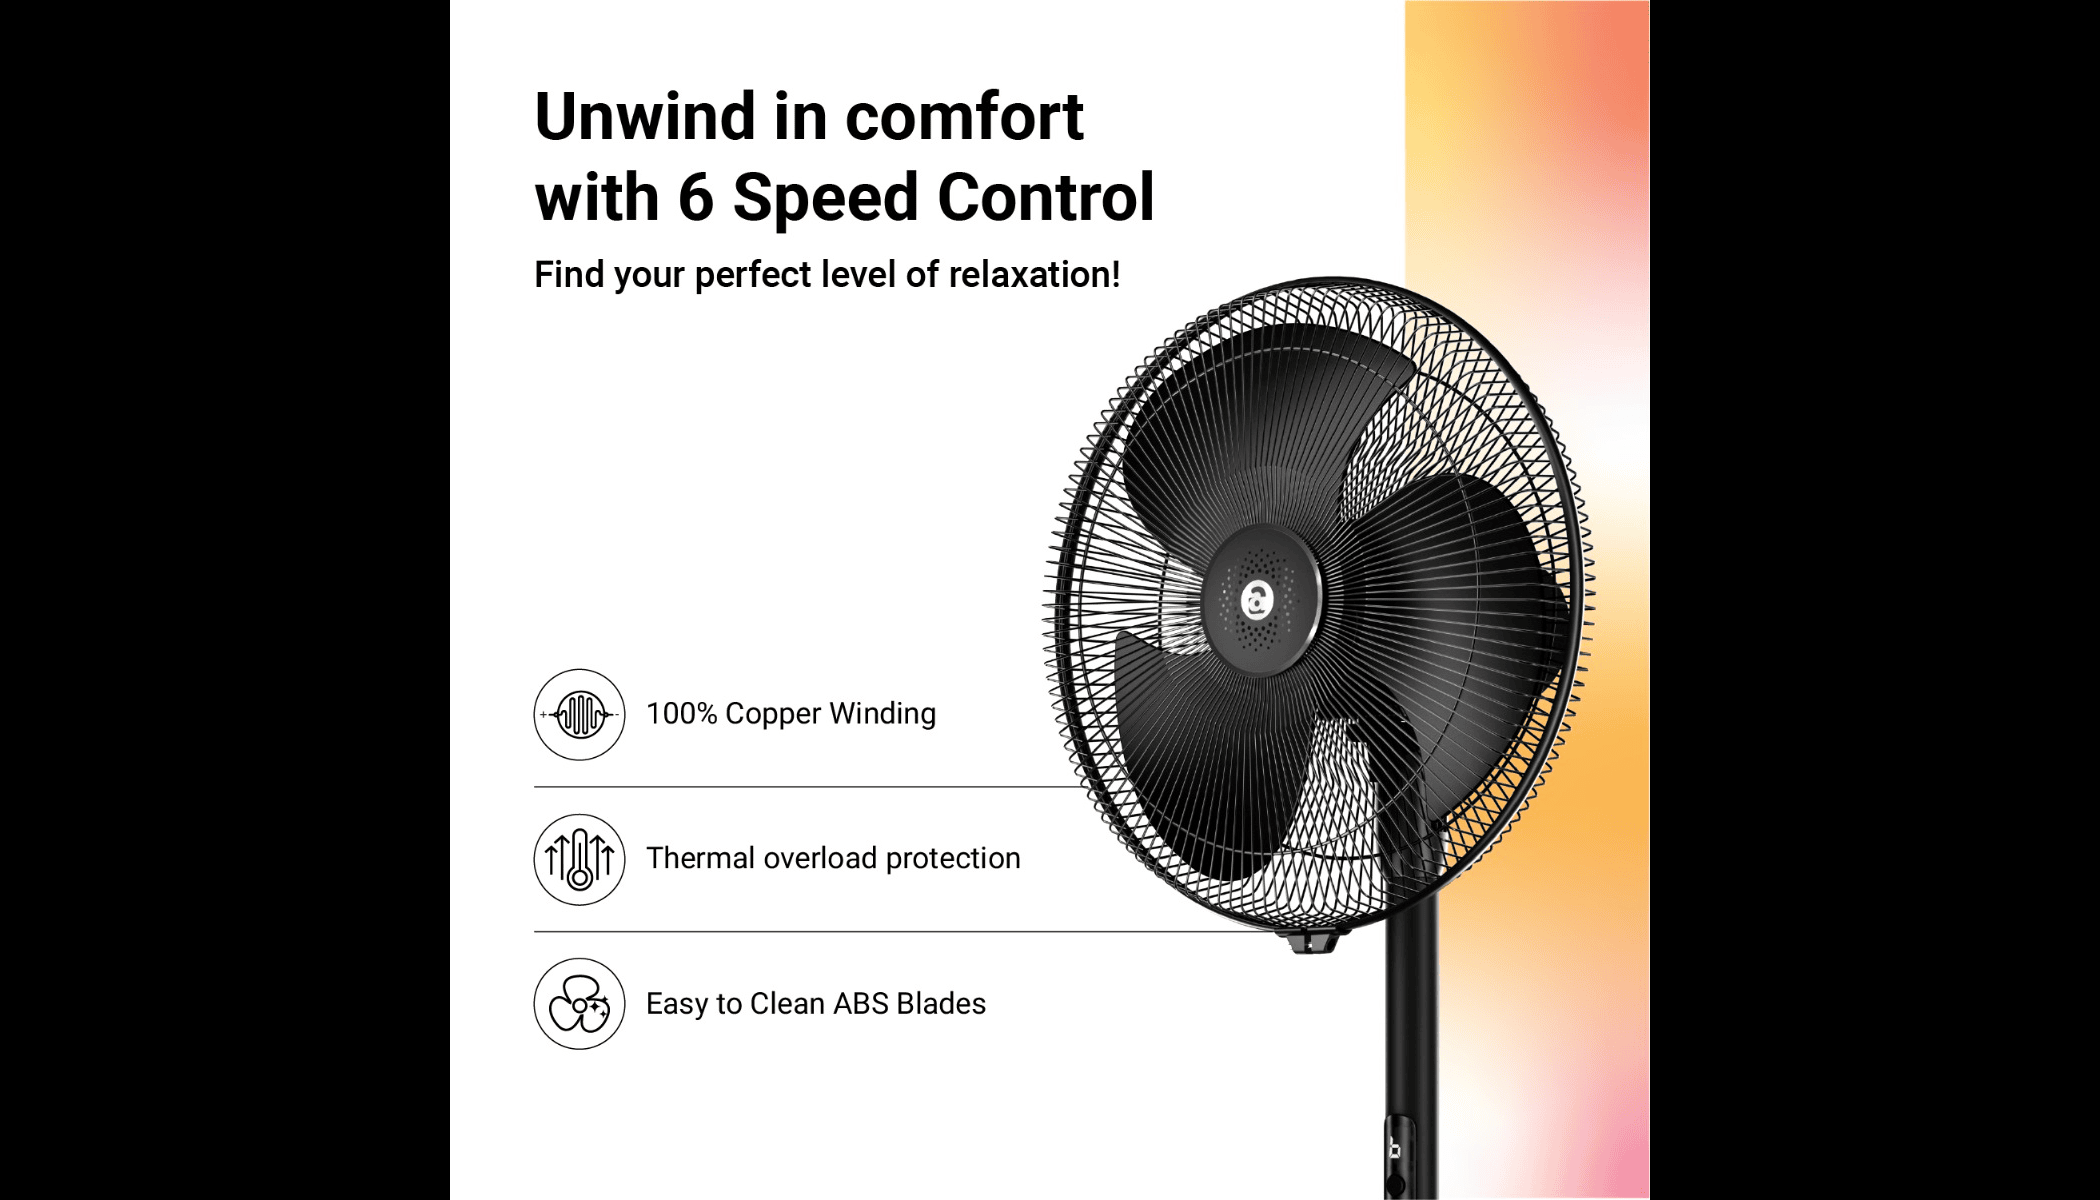 Unwind in comfort
with 6 Speed Control
Find your perfect level of relaxation!
100% Copper Winding
Thermal overload protection
Easy to Clean ABS Blades